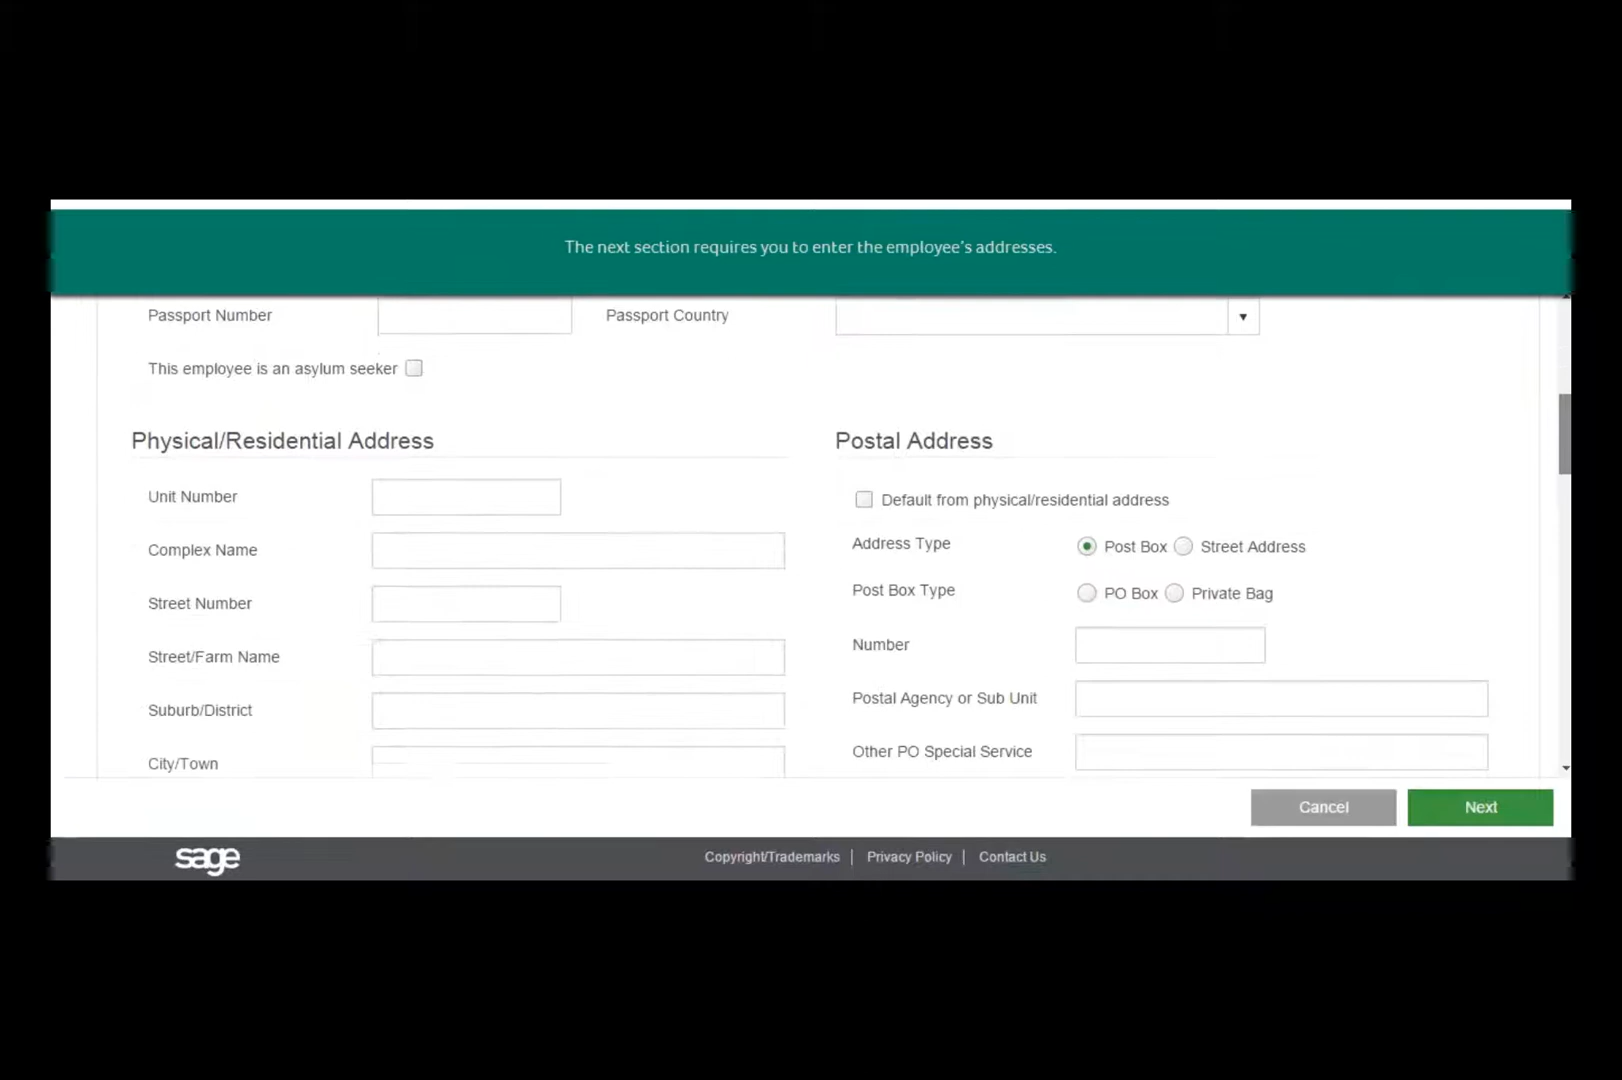 The next section requires you to enter the employee's addresses.
Passport Number
Passport Country
This employee is an asylum seeker
Physical/Residential Address
Unit Number
Complex Name
Street Number
Street/Farm Name
Suburb/District
City/Town
Postal Address
Default from physical/residential address
Address Type
Post Box Street Address
Post Box Type
PO Box Private Bag
Number
Postal Agency or Sub Unit
Other PO Special Service
Cancel
Next
sage
Copyright/Trademarks | Privacy Policy | Contact Us